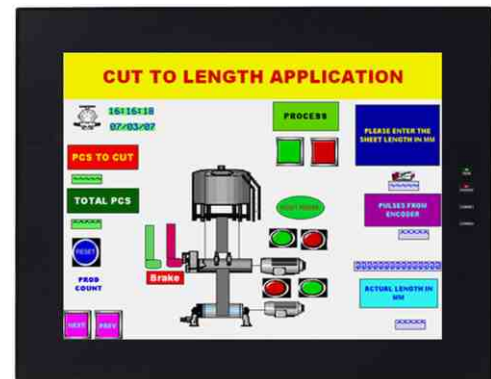 CUT TO LENGTH APPLICATION
16:16:18
07/03/07
PROCESS
PLEASE ENTER THE
SHEET LENGTH IN MM
PCS TO CUT
TOTAL PCS
PULSES FROM
ENCODER
RESET
Brake
PROD
COUNT
ACTUAL LENGTH IN
MM
NEXT
PREV